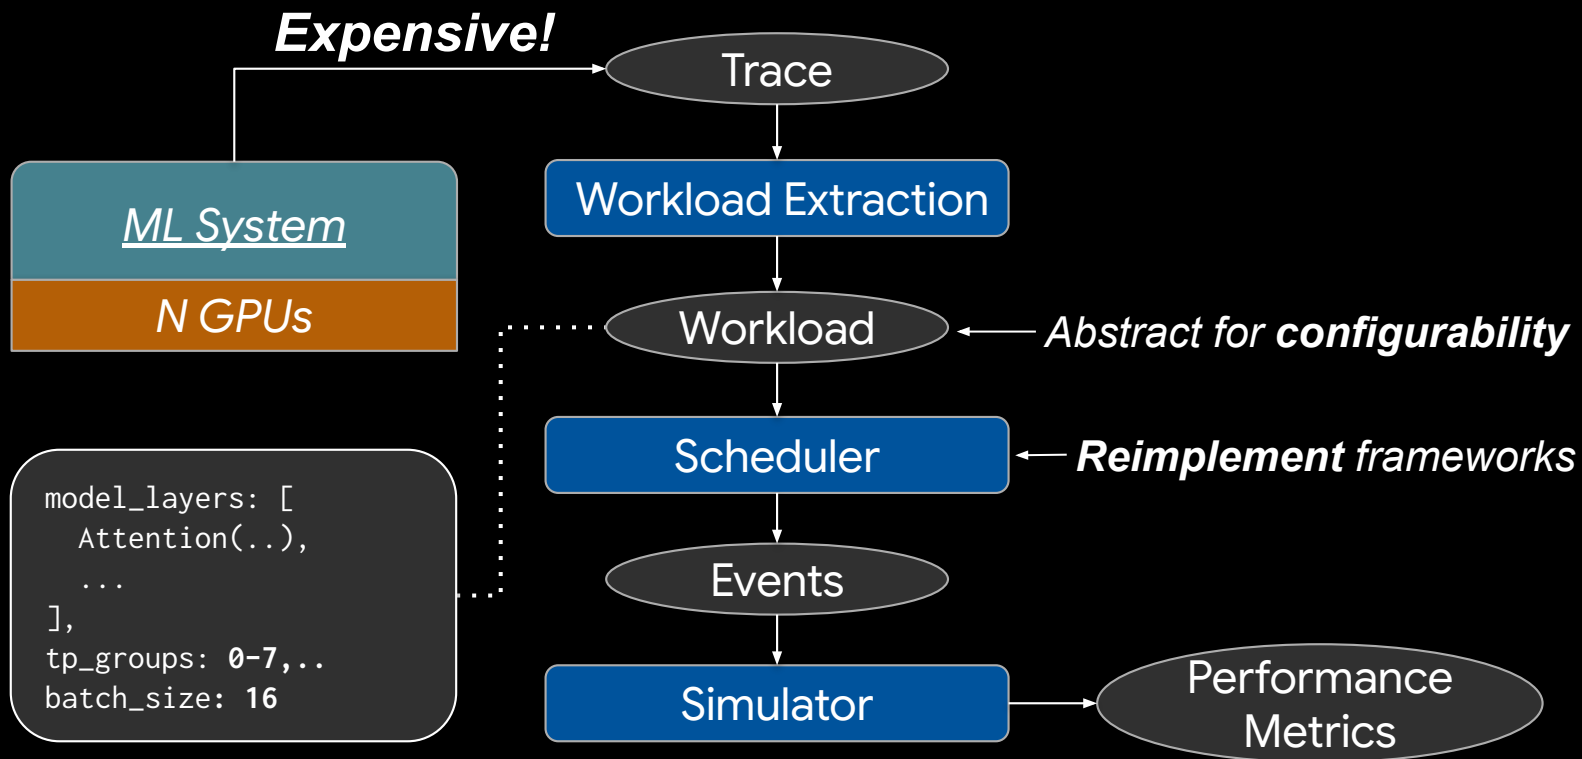 Expensive!
Trace
Workload Extraction
ML System
N GPUs
Workload
Abstract for configurability
Scheduler
Reimplement frameworks
model_layers: [
Attention(..),
...
],
tp_groups: 0-7,..
batch_size: 16
Events
Simulator
Performance
Metrics